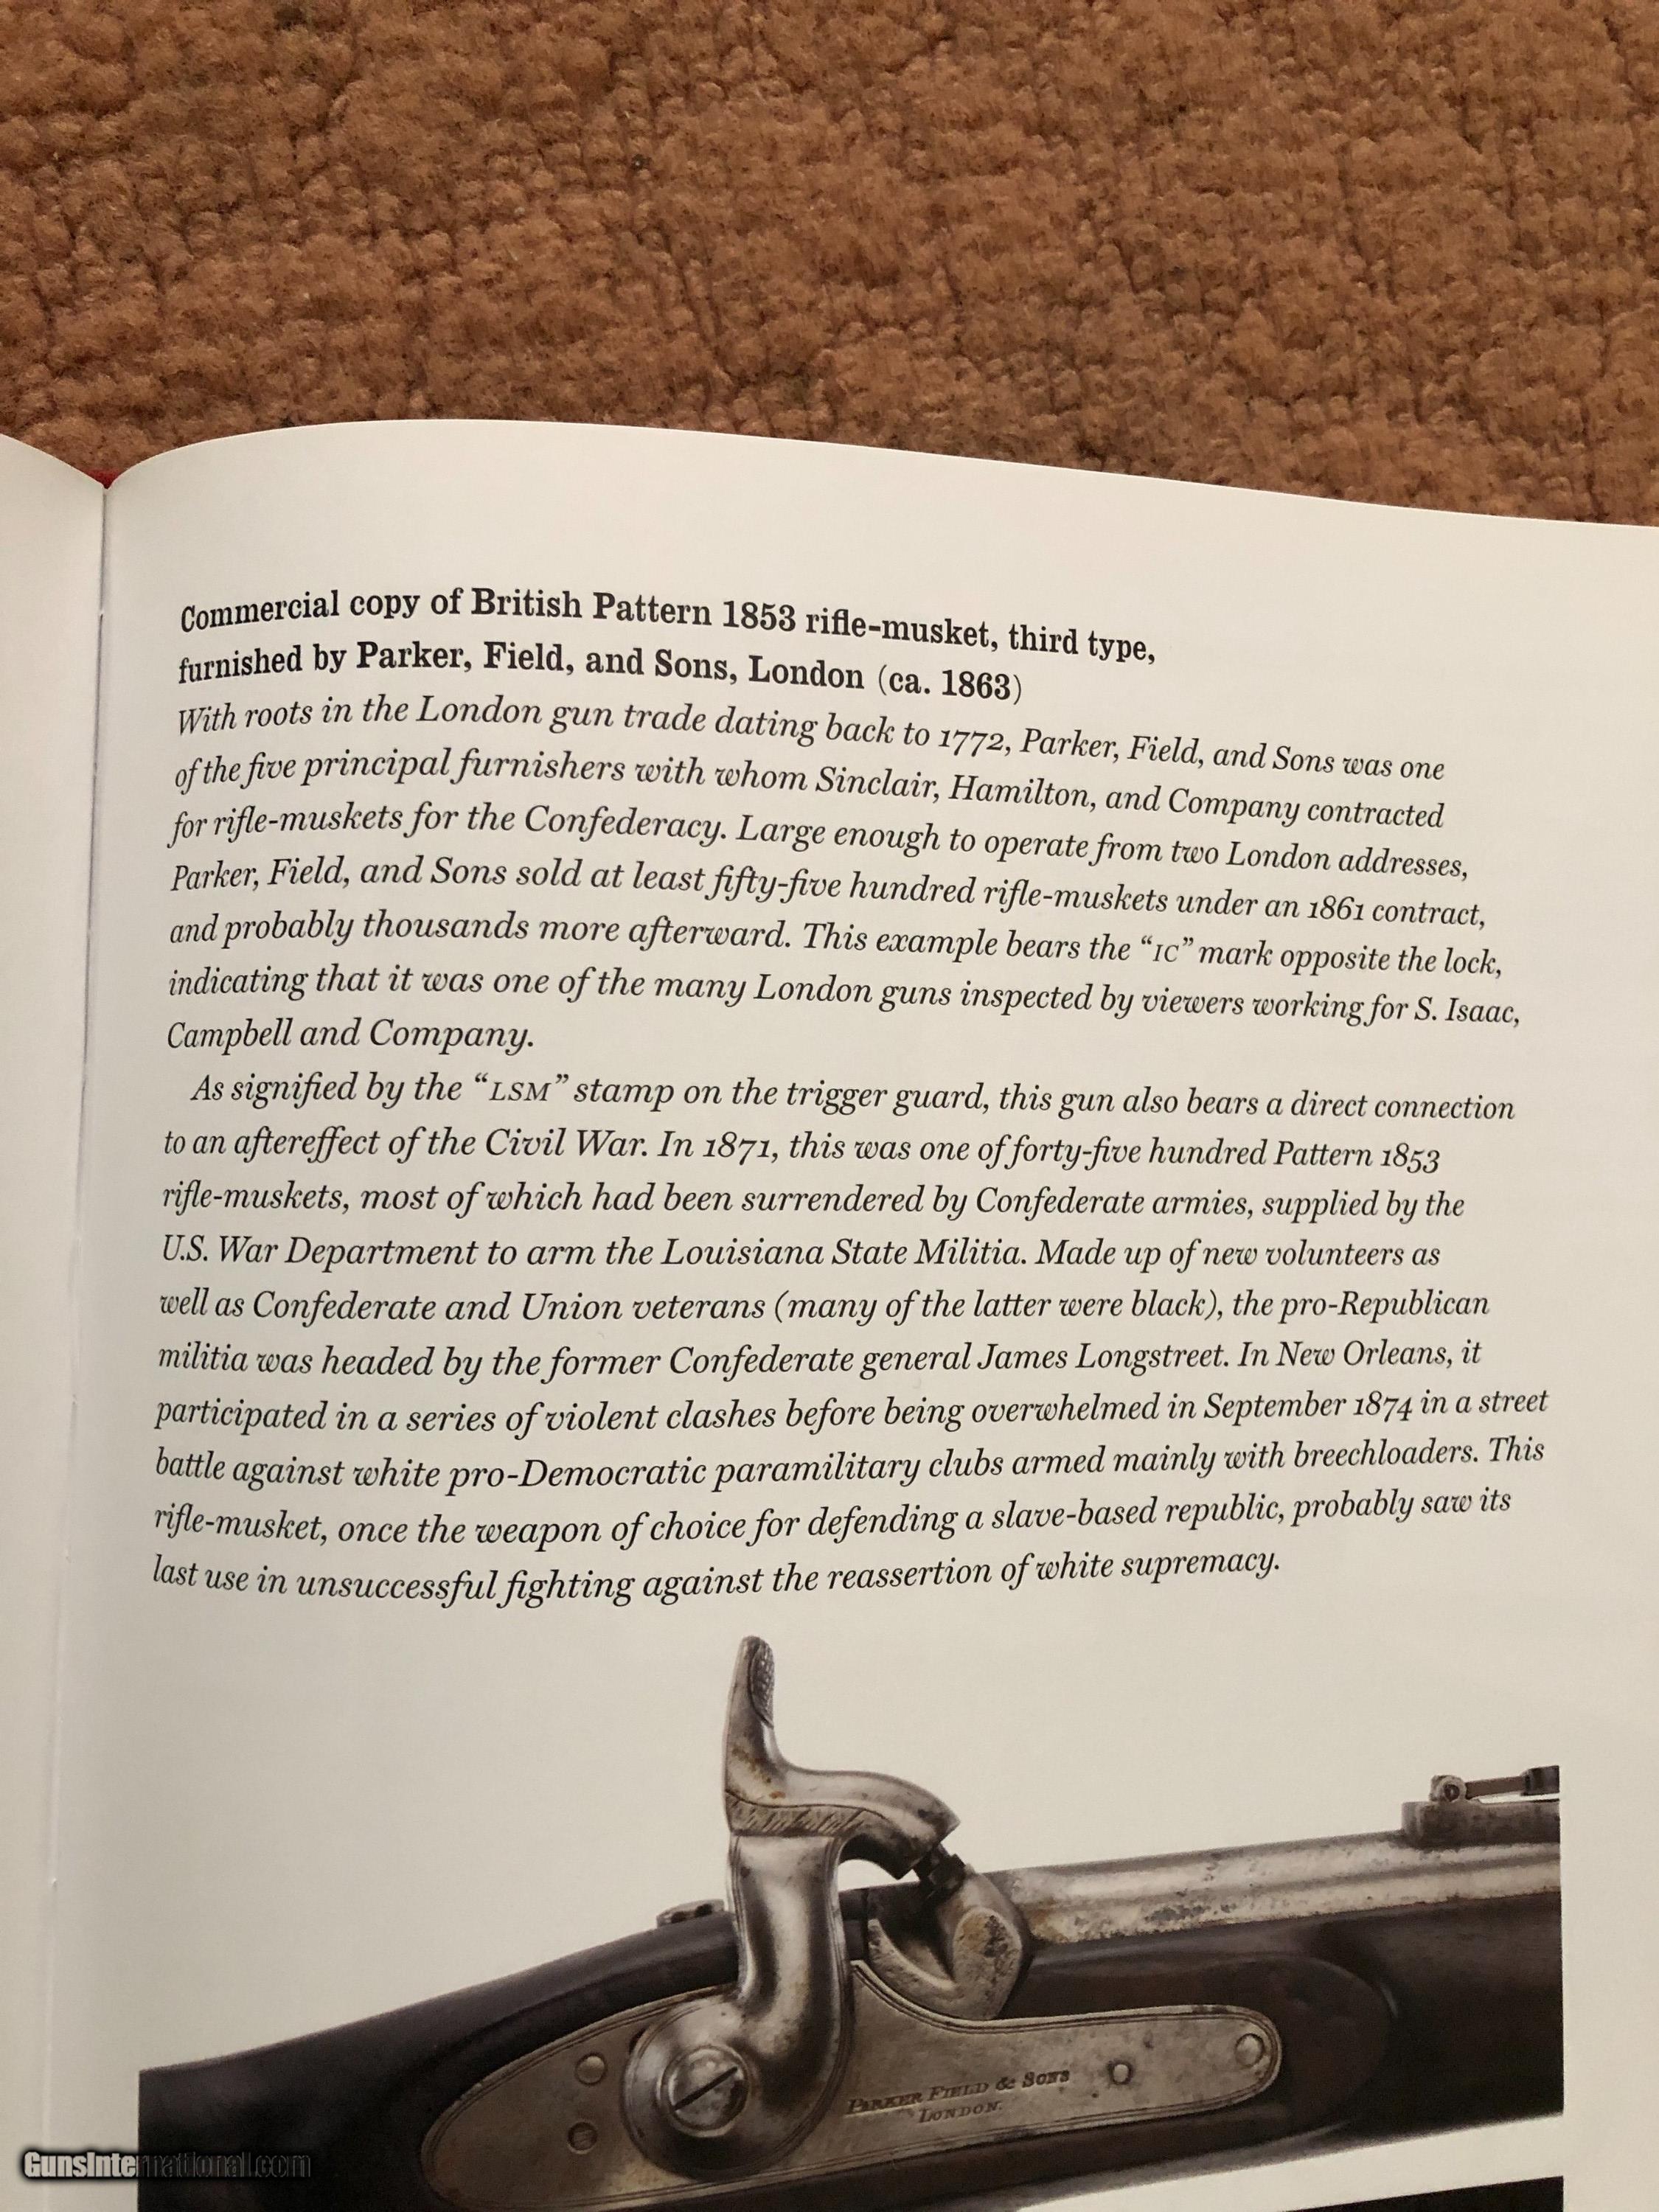 Commercial copy of British Pattern 1853 rifle-musket, third type,
furnished by Parker, Field, and Sons, London (ca. 1863)
With roots in the London gun trade dating back to 1772, Parker, Field, and Sons was one
of the five principal furnishers with whom Sinclair, Hamilton, and Company contracted
for rifle-muskets for the Confederacy. Large enough to operate from two London addresses,
Parker, Field, and Sons sold at least fifty-five hundred rifle-muskets under an 1861 contract,
and probably thousands more afterward. This example bears the “IC” mark opposite the lock,
indicating that it was one of the many London guns inspected by viewers working for S. Isaac,
Campbell and Company.
As signified by the “LSM” stamp on the trigger guard, this gun also bears a direct connection
to an aftereffect of the Civil War. In 1871, this was one of forty-five hundred Pattern 1853
rifle-muskets, most of which had been surrendered by Confederate armies, supplied by the
U.S. War Department to arm the Louisiana State Militia. Made up of new volunteers as
well as Confederate and Union veterans (many of the latter were black), the pro-Republican
militia was headed by the former Confederate general James Longstreet. In New Orleans, it
participated in a series of violent clashes before being overwhelmed in September 1874 in a street
battle against white pro-Democratic paramilitary clubs armed mainly with breechloaders. This
rifle-musket, once the weapon of choice for defending a slave-based republic, probably saw its
last use in unsuccessful fighting against the reassertion of white supremacy.
PARKER FIELD & SONS
LONDON.
GunsInternational.com